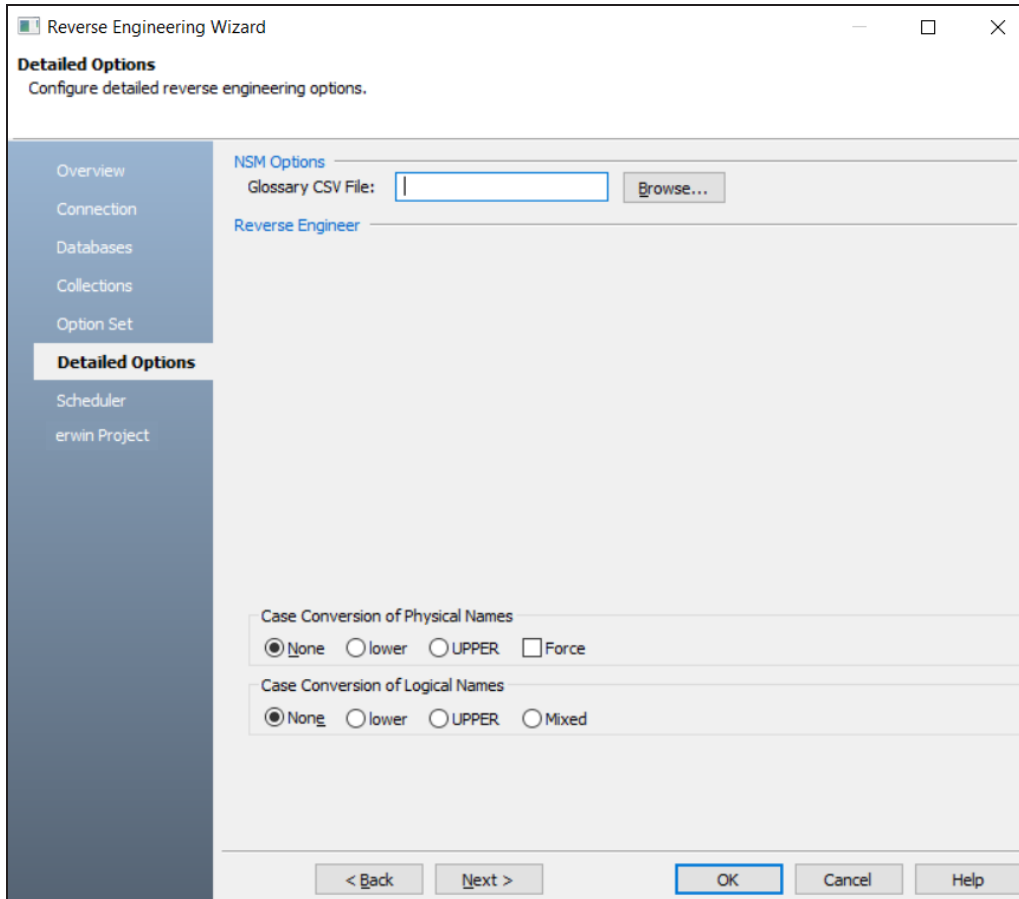 Reverse Engineering Wizard
Detailed Options
Configure detailed reverse engineering options.
Overview
Connection
Databases
Collections
Option Set
Detailed Options
Scheduler
erwin Project
NSM Options
Glossary CSV File: Browse...
Reverse Engineer
Case Conversion of Physical Names
None lower UPPER Force
Case Conversion of Logical Names
None lower UPPER Mixed
< Back Next > OK Cancel Help